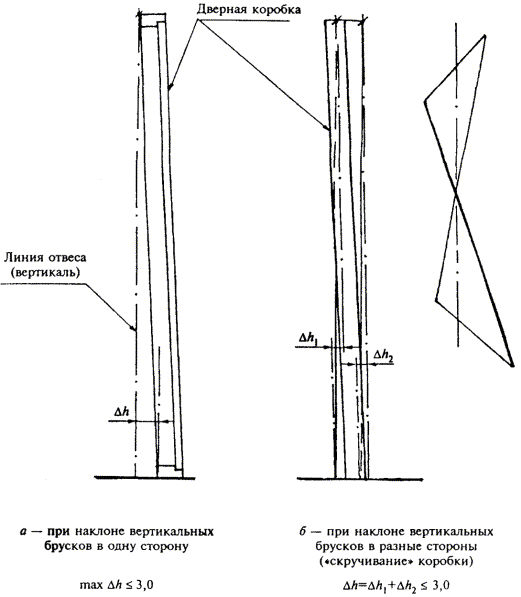 Дверная коробка
Линия отвеса
(вертикаль)
Δh₁
Δh₂
Δh
а — при наклоне вертикальных
брусков в одну сторону
max Δh ≤ 3,0
б — при наклоне вертикальных
брусков в разные стороны
(«скручивание» коробки)
Δh=Δh₁+Δh₂ ≤ 3,0